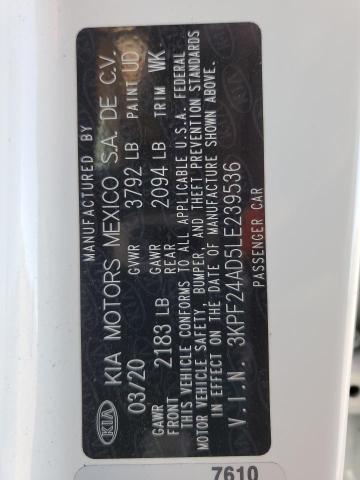 MANUFACTURED BY
KIA KIA MOTORS MEXICO S.A. DE C.V.
03/20 GVWR 3792 LB PAINT UD
GAWR FRONT 2183 LB GAWR REAR 2094 LB TRIM WK
THIS VEHICLE CONFORMS TO ALL APPLICABLE U.S.A. FEDERAL
MOTOR VEHICLE SAFETY, BUMPER, AND THEFT PREVENTION STANDARDS
IN EFFECT ON THE DATE OF MANUFACTURE SHOWN ABOVE.
V.I.N. 3KPF24AD5LE239536
PASSENGER CAR
7610